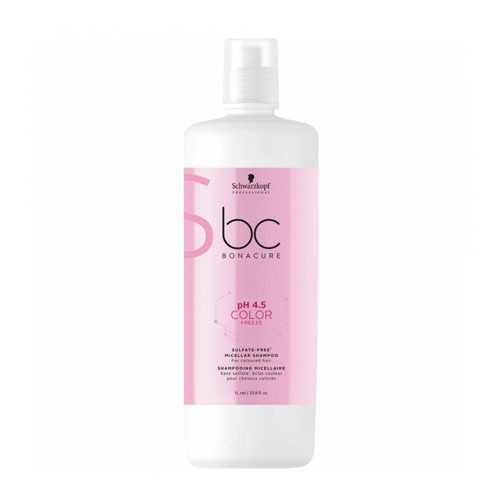 Schwarzkopf
PROFESSIONAL
S
bc
BONACURE
pH 4.5
COLOR
FREEZE
SULFATE-FREE*
MICELLAR SHAMPOO
For coloured hair
SHAMPOOING MICELLAIRE
Sans sulfate* éclat couleur
pour cheveux colorés
1L net | 33.8 fl. oz.